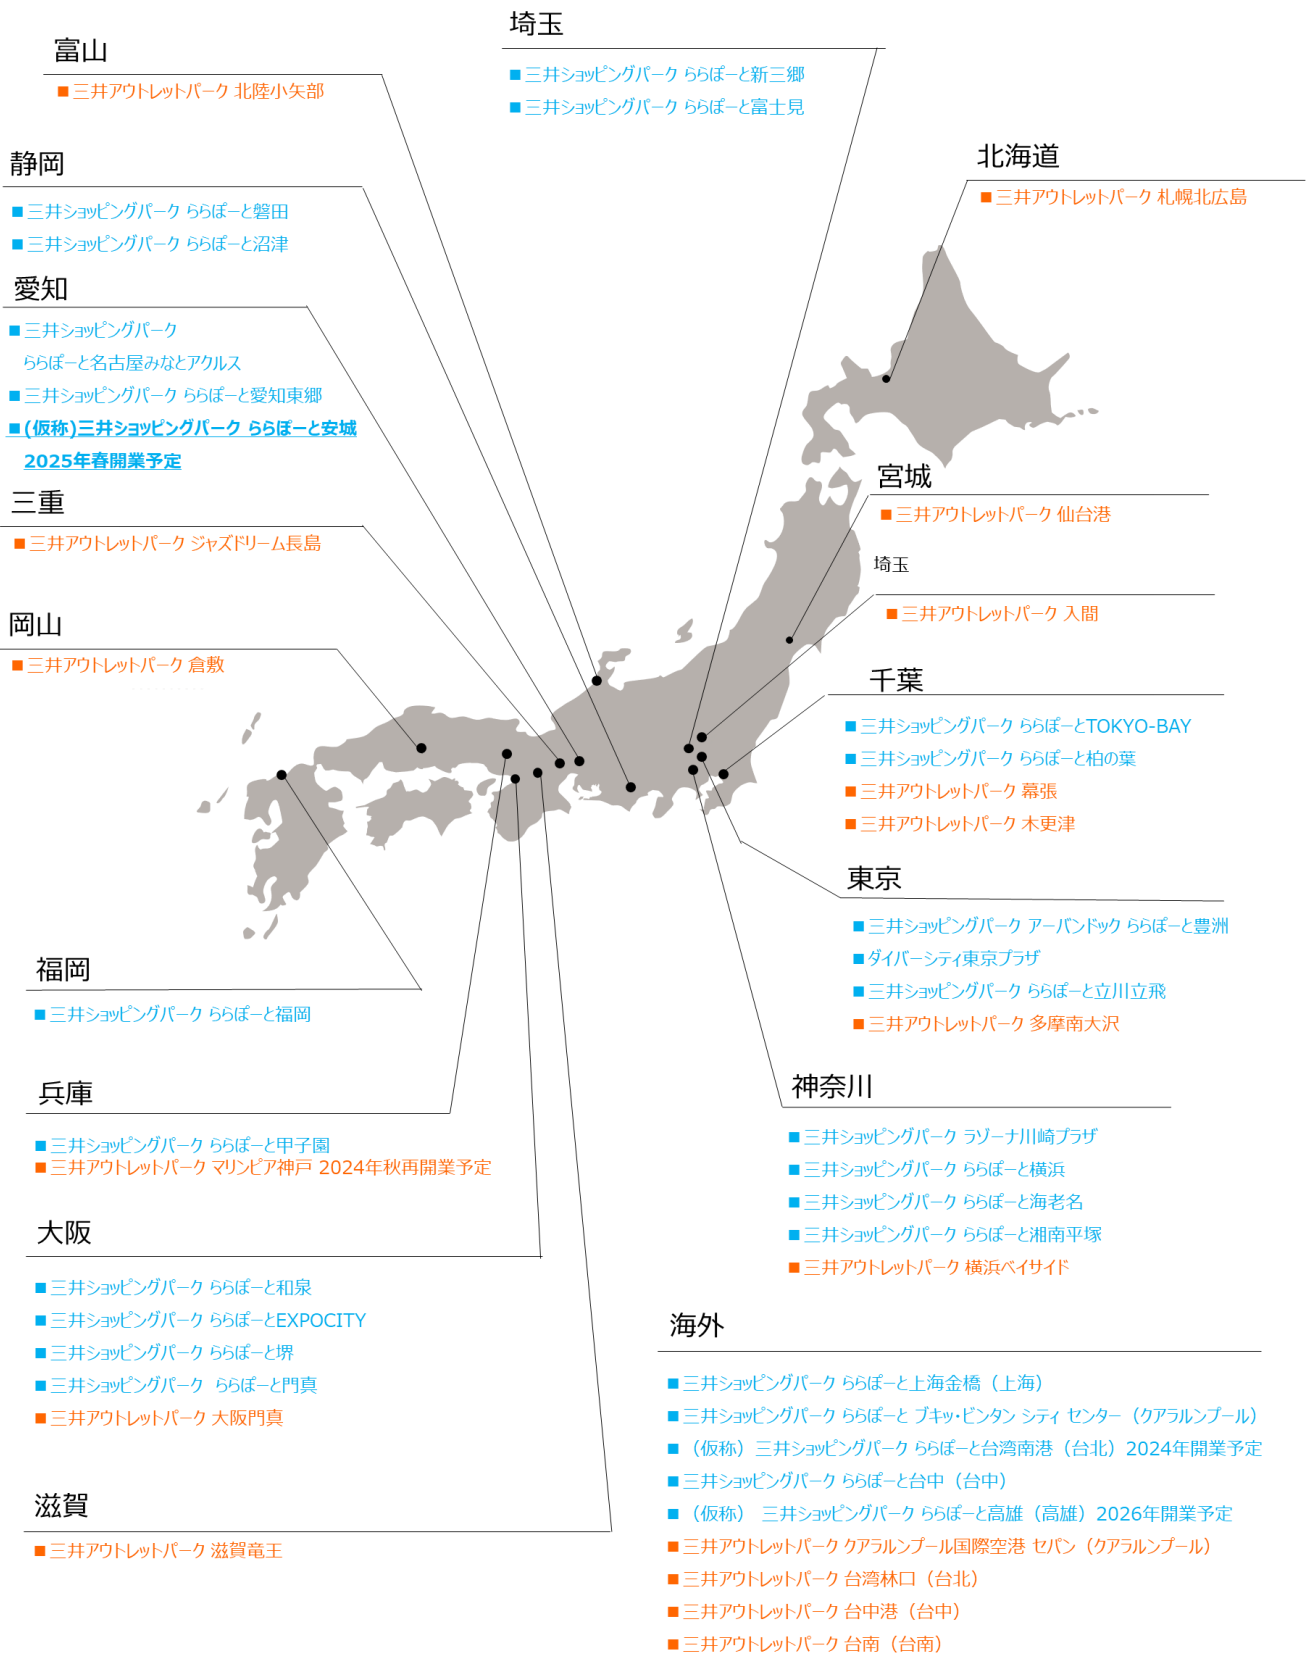 富山
■三井アウトレットパーク 北陸小矢部
埼玉
■三井ショッピングパーク ららぽーと新三郷
■三井ショッピングパーク ららぽーと富士見
静岡
■三井ショッピングパーク ららぽーと磐田
■三井ショッピングパーク ららぽーと沼津
北海道
■三井アウトレットパーク 札幌北広島
愛知
■三井ショッピングパーク
ららぽーと名古屋みなとアクルス
■三井ショッピングパーク ららぽーと愛知東郷
■(仮称)三井ショッピングパーク ららぽーと安城
2025年春開業予定
三重
■三井アウトレットパーク ジャズドリーム長島
岡山
■三井アウトレットパーク 倉敷
宮城
■三井アウトレットパーク 仙台港
埼玉
■三井アウトレットパーク 入間
千葉
■三井ショッピングパーク ららぽーとTOKYO-BAY
■三井ショッピングパーク ららぽーと柏の葉
■三井アウトレットパーク 幕張
■三井アウトレットパーク 木更津
東京
■三井ショッピングパーク アーバンドック ららぽーと豊洲
■ダイバーシティ東京プラザ
■三井ショッピングパーク ららぽーと立川立飛
■三井アウトレットパーク 多摩南大沢
福岡
■三井ショッピングパーク ららぽーと福岡
兵庫
■三井ショッピングパーク ららぽーと甲子園
■三井アウトレットパーク マリンピア神戸 2024年秋再開業予定
大阪
■三井ショッピングパーク ららぽーと和泉
■三井ショッピングパーク ららぽーとEXPOCITY
■三井ショッピングパーク ららぽーと堺
■三井ショッピングパーク ららぽーと門真
■三井アウトレットパーク 大阪門真
滋賀
■三井アウトレットパーク 滋賀竜王
神奈川
■三井ショッピングパーク ラゾーナ川崎プラザ
■三井ショッピングパーク ららぽーと横浜
■三井ショッピングパーク ららぽーと海老名
■三井ショッピングパーク ららぽーと湘南平塚
■三井アウトレットパーク 横浜ベイサイド
海外
■三井ショッピングパーク ららぽーと上海金橋（上海）
■三井ショッピングパーク ららぽーと ブキッ・ビンタン シティ センター（クアラルンプール）
■（仮称）三井ショッピングパーク ららぽーと台湾南港（台北）2024年開業予定
■三井ショッピングパーク ららぽーと台中（台中）
■（仮称） 三井ショッピングパーク ららぽーと高雄（高雄）2026年開業予定
■三井アウトレットパーク クアラルンプール国際空港 セパン（クアラルンプール）
■三井アウトレットパーク 台湾林口（台北）
■三井アウトレットパーク 台中港（台中）
■三井アウトレットパーク 台南（台南）